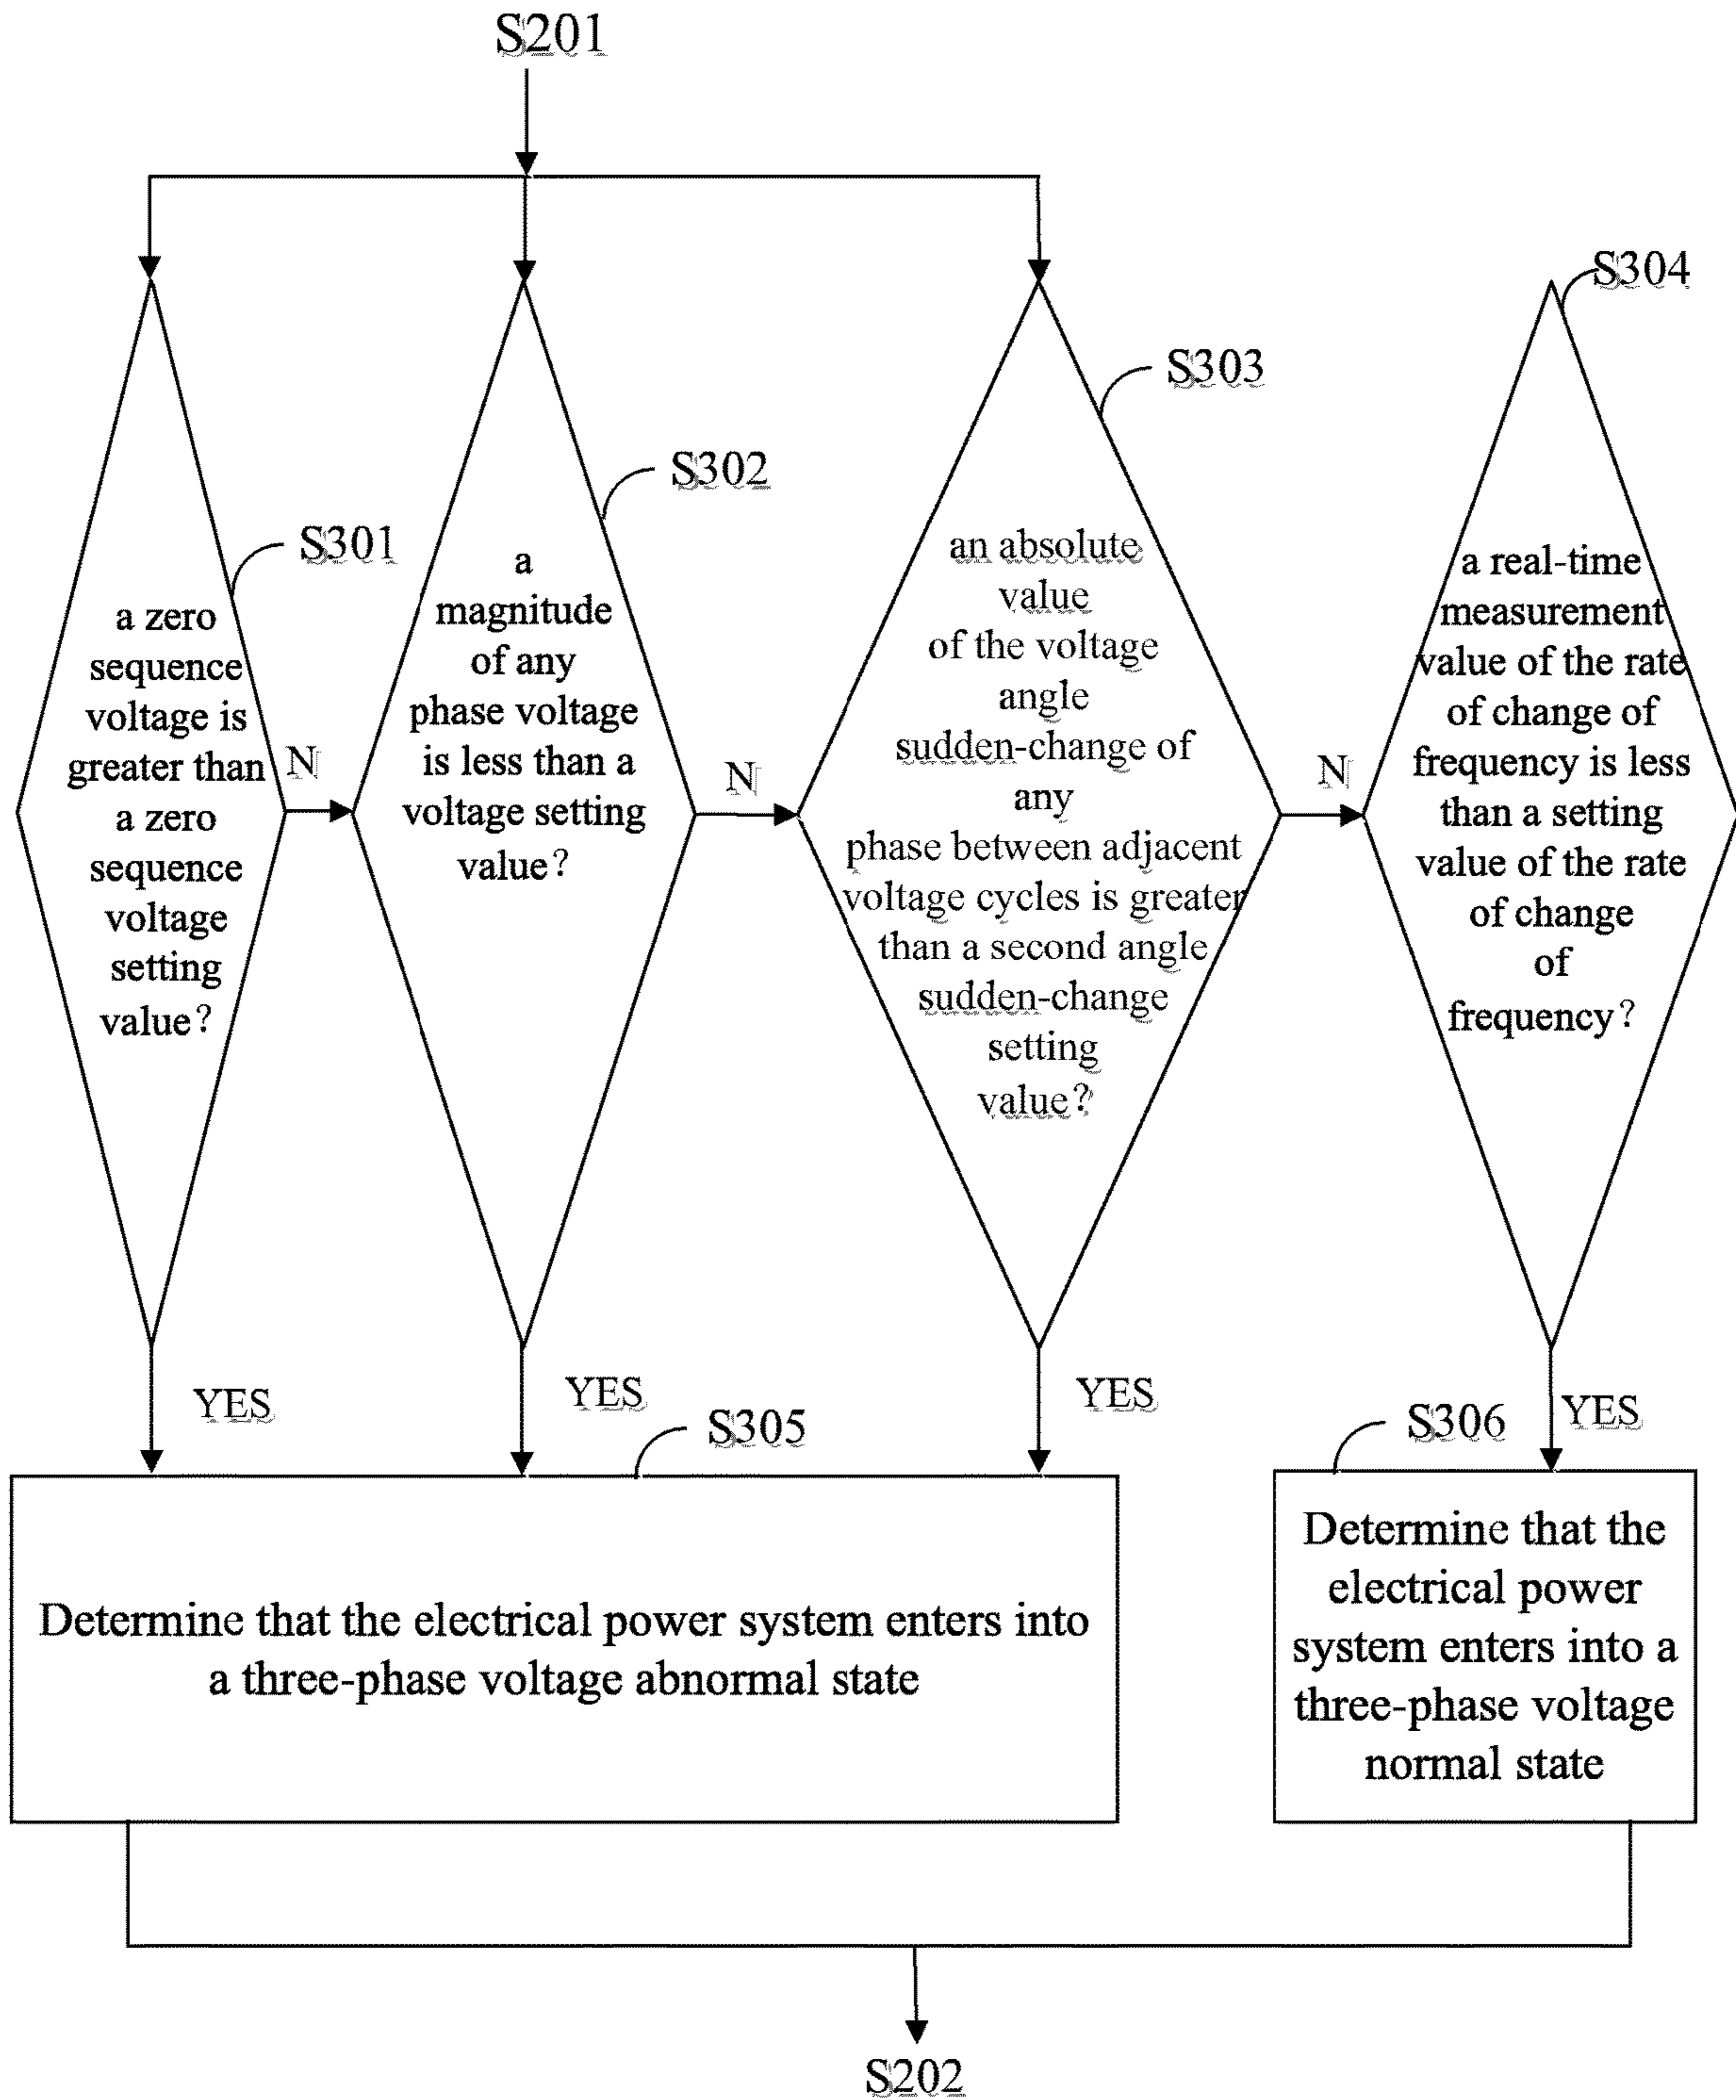 S201
S304
S303
S302
S301
a zero
sequence
voltage is
greater than
a zero
sequence
voltage
setting
value?
N
a
magnitude
of any
phase voltage
is less than a
voltage setting
value?
N
an absolute
value
of the voltage
angle
sudden-change of
any
phase between adjacent
voltage cycles is greater
than a second angle
sudden-change
setting
value?
N
a real-time
measurement
value of the rate
of change of
frequency is less
than a setting
value of the rate
of change
of
frequency?
YES
YES
YES
YES
S305
S306
Determine that the electrical power system enters into
a three-phase voltage abnormal state
Determine that the
electrical power
system enters into a
three-phase voltage
normal state
S202